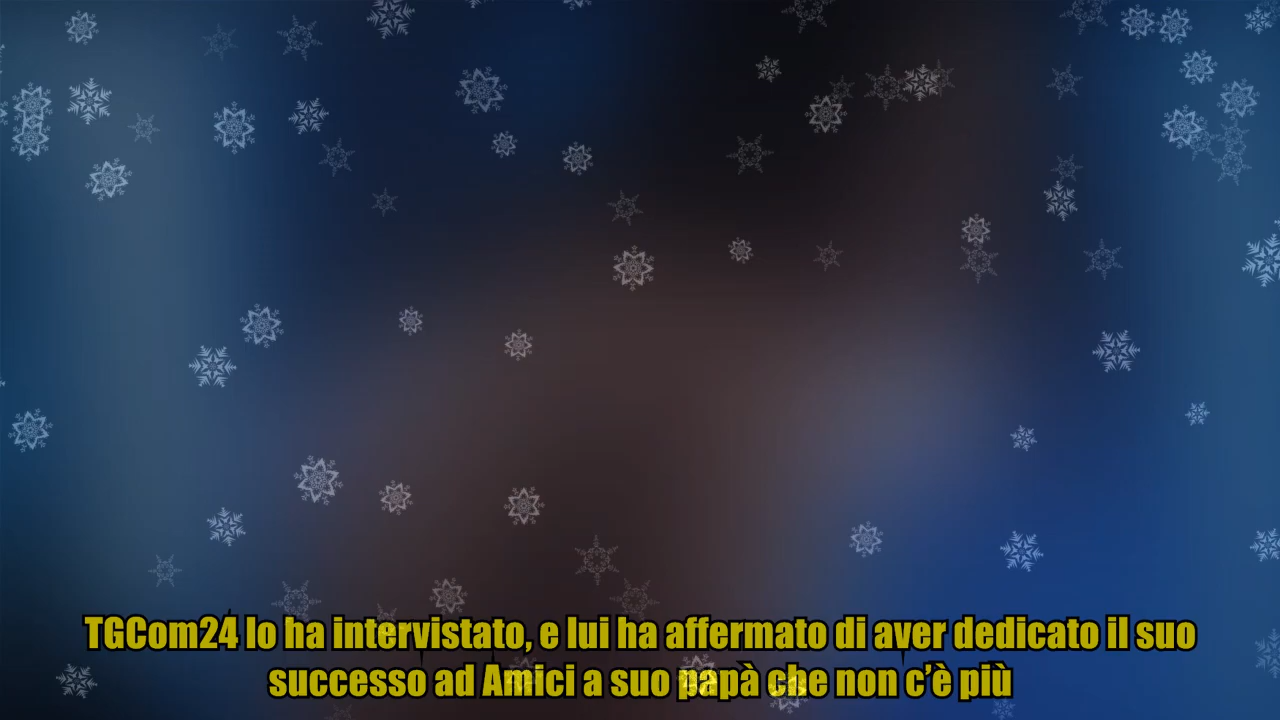 TGCom24 lo ha intervistato, e lui ha affermato di aver dedicato il suo
successo ad Amici a suo papà che non c’è più